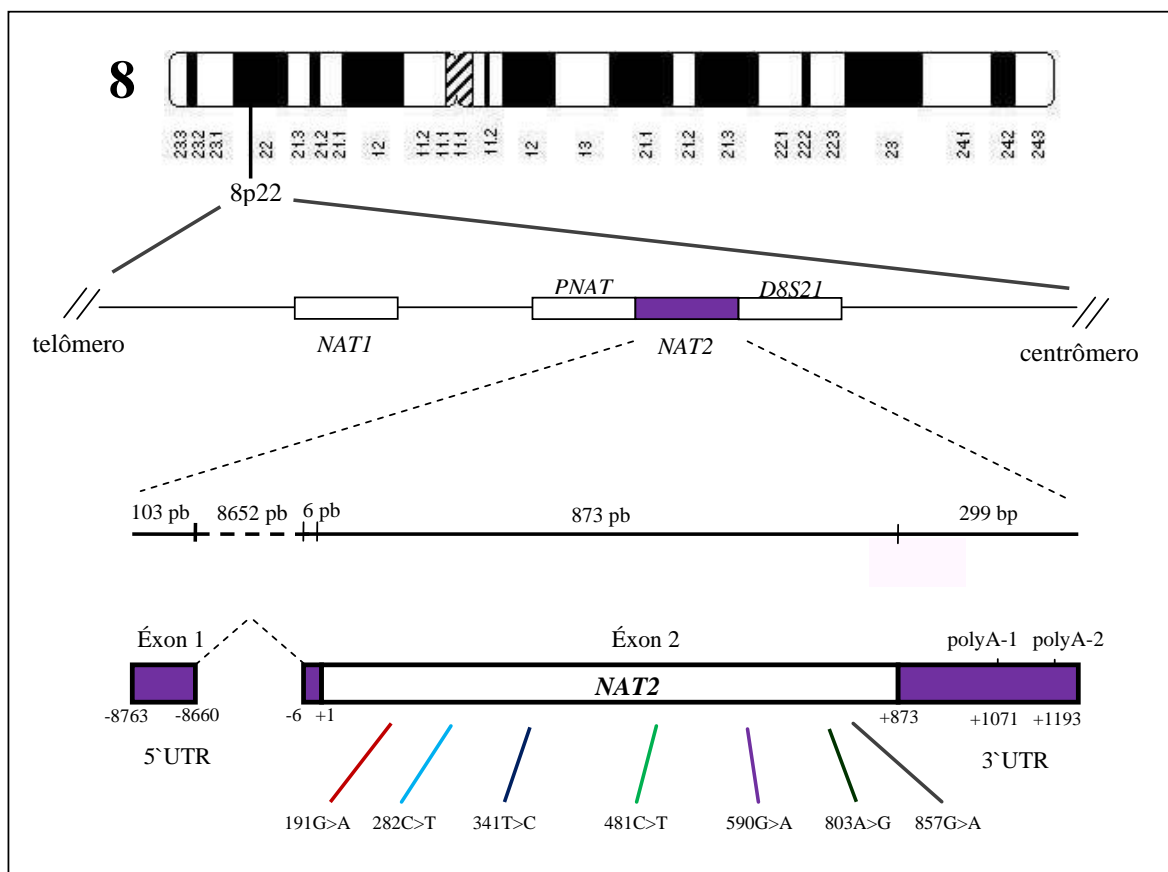 8
23.3 23.2 23.1 22 21.3 21.2 21.1 12 11.2 11.1 11.1 11.2 12 13 21.1 21.2 21.3 22.1 22.2 22.3 23 24.1 24.2 24.3
8p22
PNAT D8S21
telômero NAT1 NAT2 centrômero
103 pb 8652 pb 6 pb 873 pb 299 bp
Éxon 1 Éxon 2 polyA-1 polyA-2
NAT2
-8763 -8660 -6 +1 +873 +1071 +1193
5`UTR 3`UTR
191G>A 282C>T 341T>C 481C>T 590G>A 803A>G 857G>A